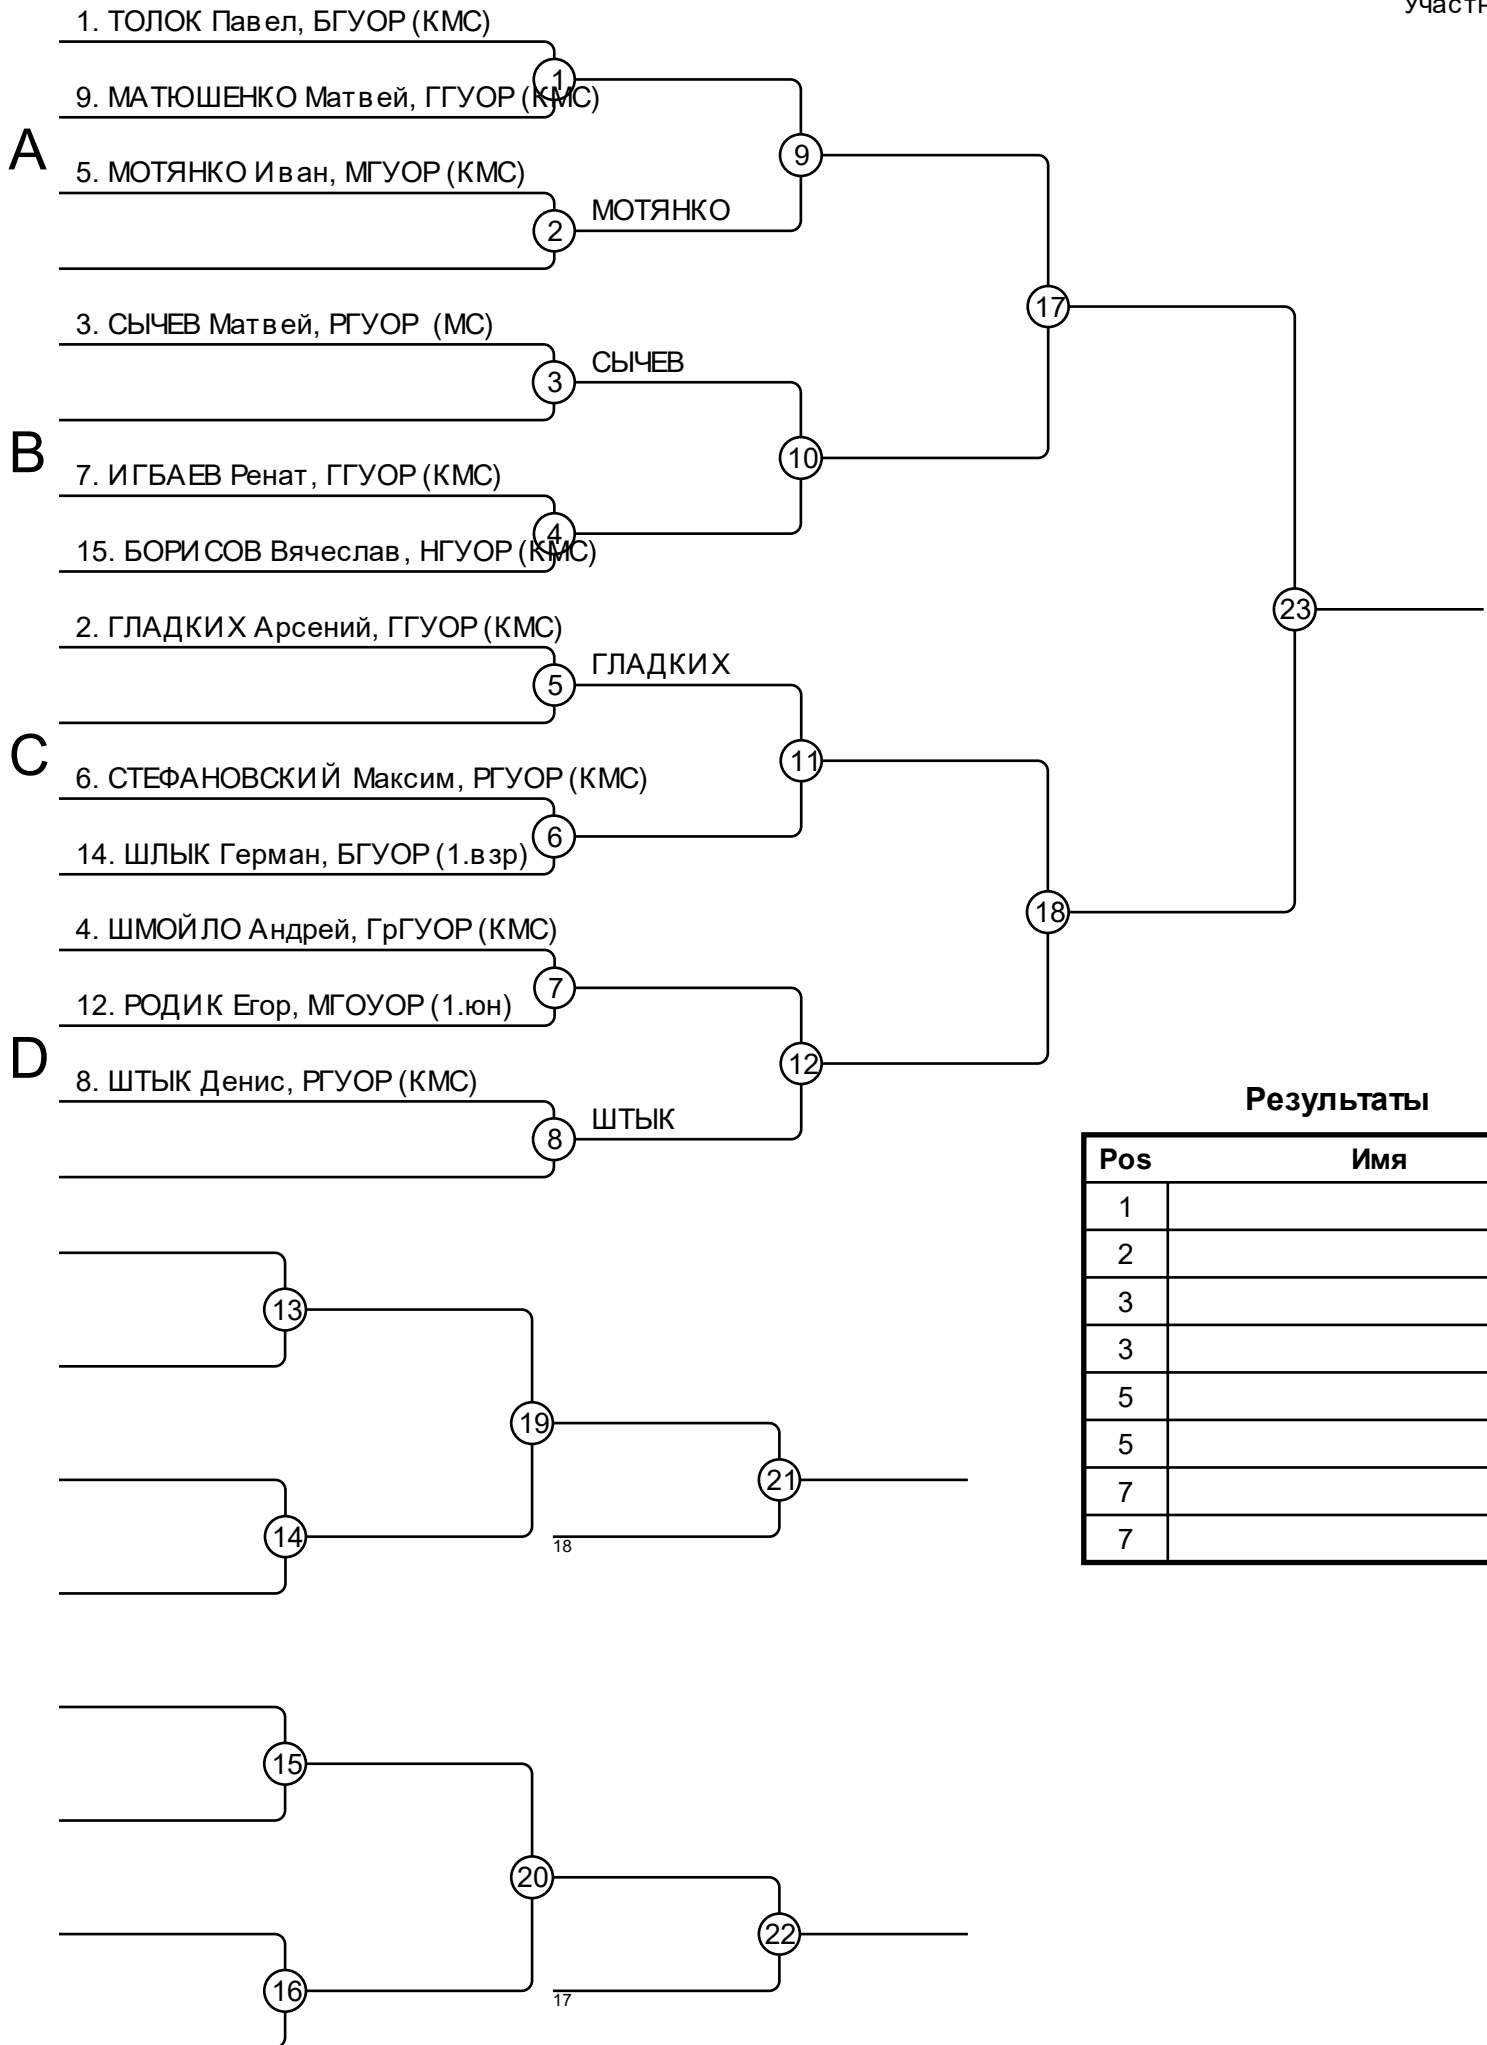 Участн
1. ТОЛОК Павел, БГУОР (КМС)
1
9. МАТЮШЕНКО Матвей, ГГУОР (КМС)
A
9
5. МОТЯНКО Иван, МГУОР (КМС)
МОТЯНКО
2
3. СЫЧЕВ Матвей, РГУОР (МС)
17
СЫЧЕВ
3
B
10
7. ИГБАЕВ Ренат, ГГУОР (КМС)
4
15. БОРИСОВ Вячеслав, НГУОР (КМС)
23
2. ГЛАДКИХ Арсений, ГГУОР (КМС)
ГЛАДКИХ
5
C
11
6. СТЕФАНОВСКИЙ Максим, РГУОР (КМС)
6
14. ШЛЫК Герман, БГУОР (1.взр)
18
4. ШМОЙЛО Андрей, ГрГУОР (КМС)
7
12. РОДИК Егор, МГОУОР (1.юн)
D
12
8. ШТЫК Денис, РГУОР (КМС)
ШТЫК
8
Результаты
Pos Имя
1
2
3
3
5
5
7
7
13
19
21
14
18
15
20
22
16
17